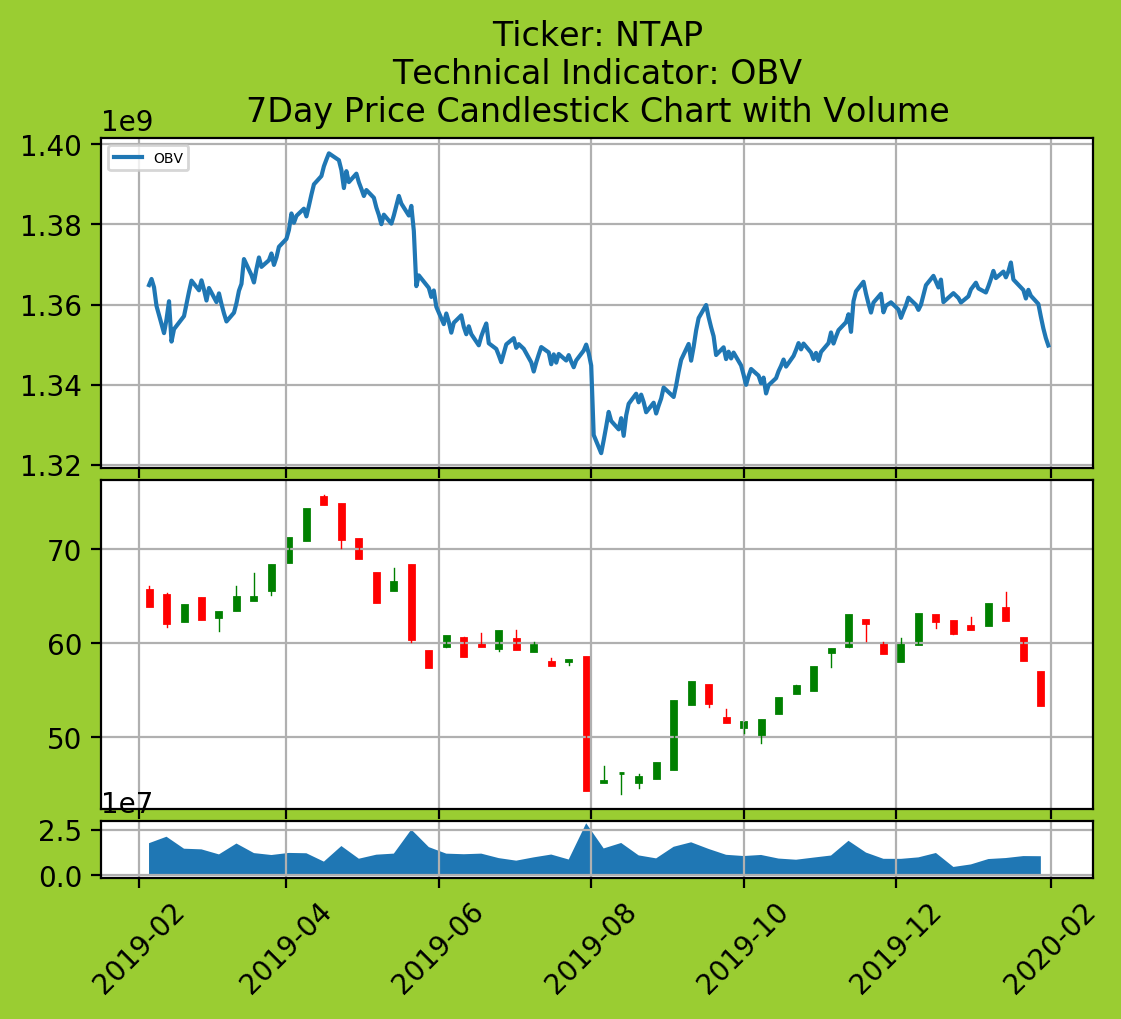 Ticker: NTAP
Technical Indicator: OBV
7Day Price Candlestick Chart with Volume
1e9
OBV
1.40
1.38
1.36
1.34
1.32
70
60
50
1e7
2.5
0.0
2019-02
2019-04
2019-06
2019-08
2019-10
2019-12
2020-02